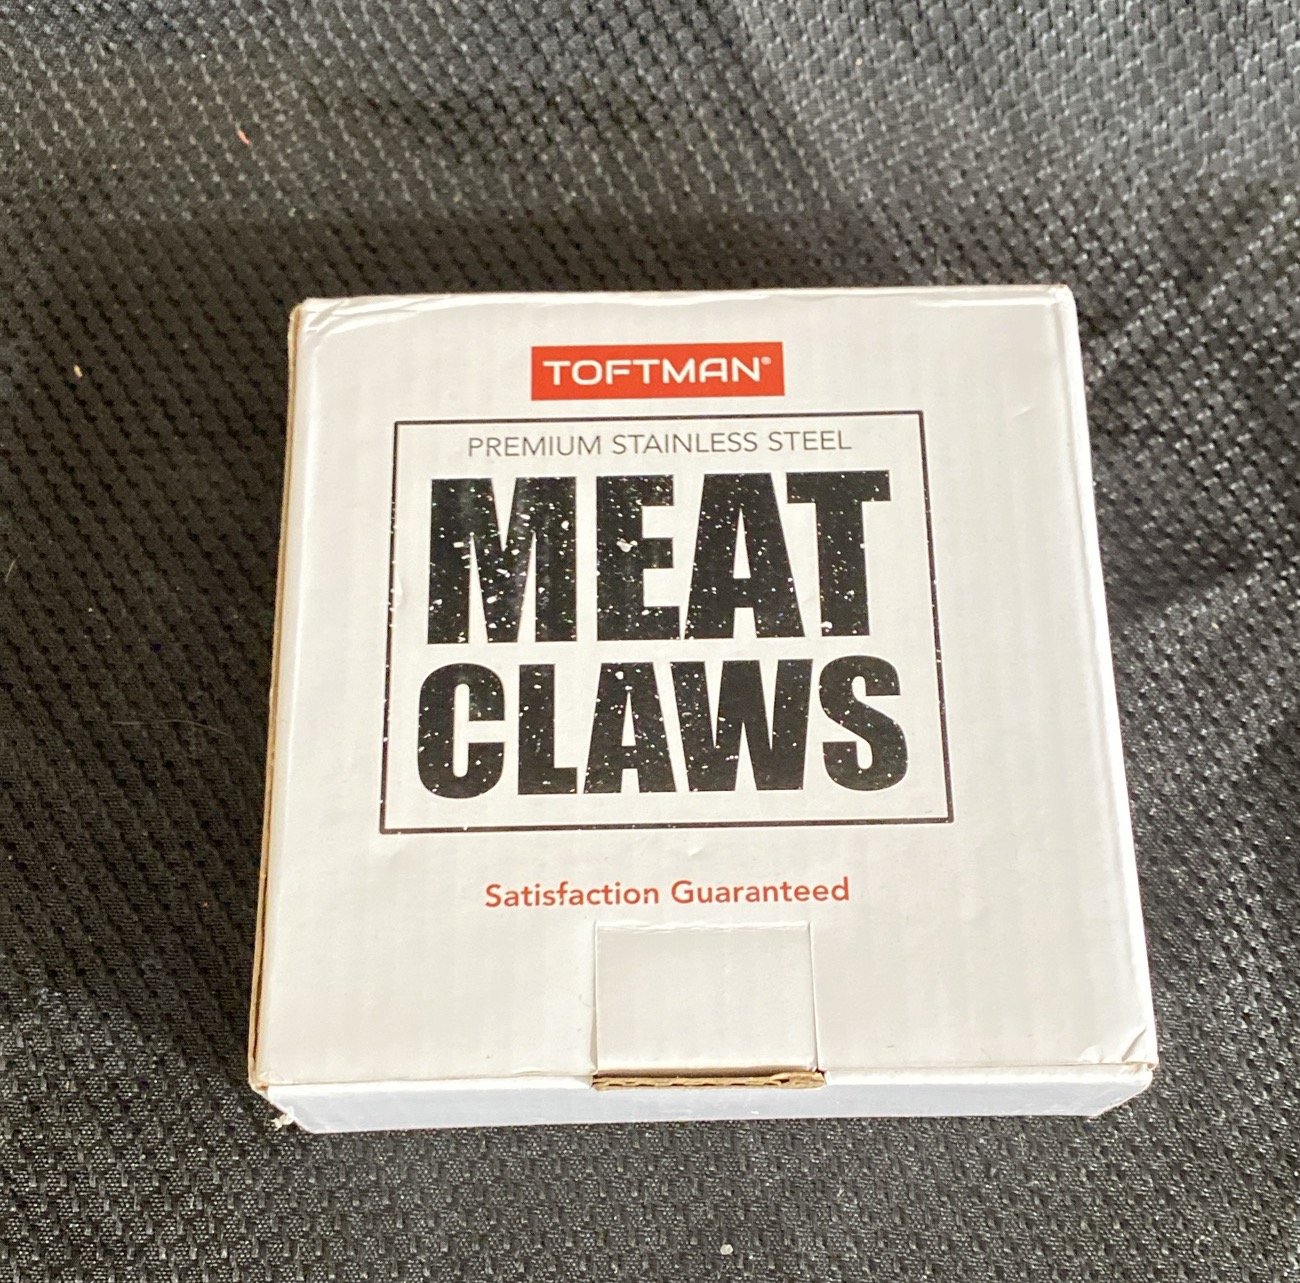 TOFTMAN®
PREMIUM STAINLESS STEEL
MEAT
CLAWS
Satisfaction Guaranteed